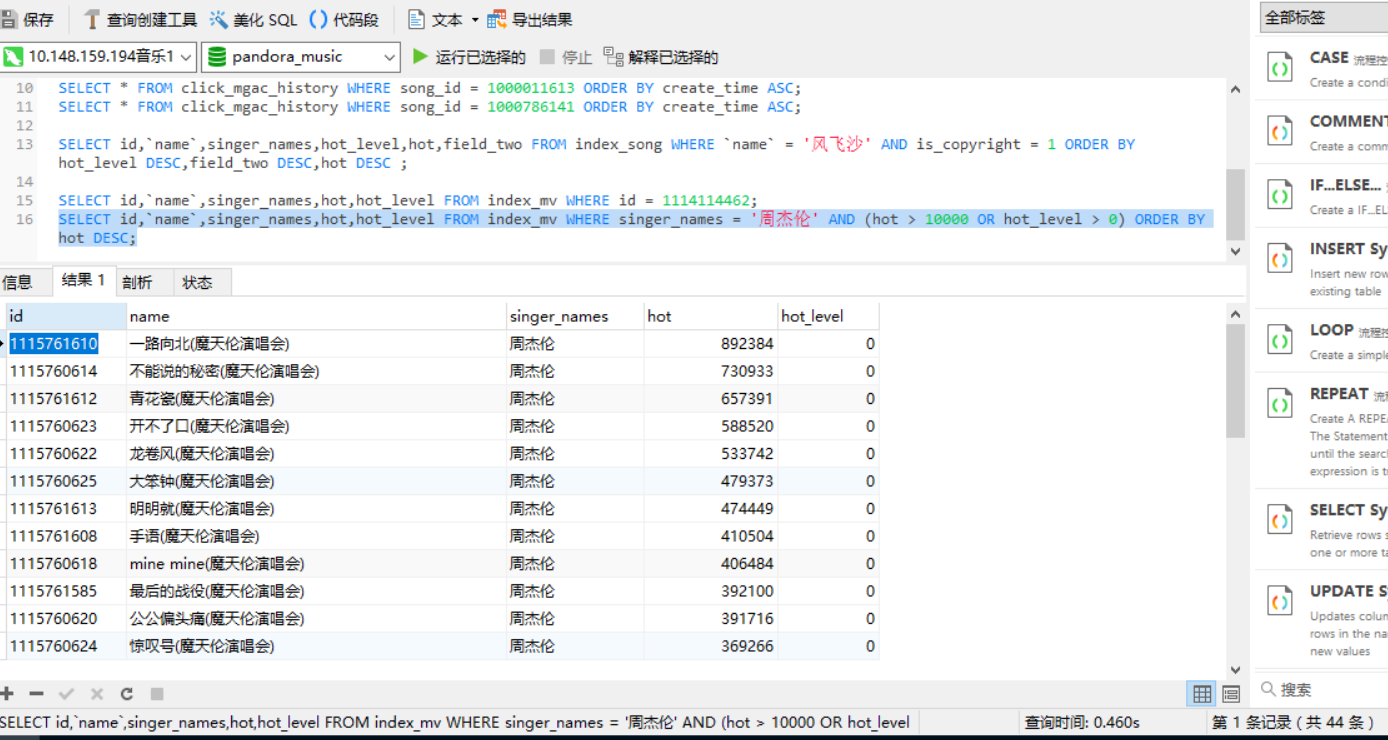 保存 查询创建工具 美化 SQL 代码段 文本 导出结果
10.148.159.194音乐1 pandora_music 运行已选择的 停止 解释已选择的
10 SELECT * FROM click_mgac_history WHERE song_id = 1000011613 ORDER BY create_time ASC;
11 SELECT * FROM click_mgac_history WHERE song_id = 1000786141 ORDER BY create_time ASC;
12
13 SELECT id,`name`,singer_names,hot_level,hot,field_two FROM index_song WHERE `name` = '风飞沙' AND is_copyright = 1 ORDER BY
hot_level DESC,field_two DESC,hot DESC ;
14
15 SELECT id,`name`,singer_names,hot,hot_level FROM index_mv WHERE id = 1114114462;
16 SELECT id,`name`,singer_names,hot,hot_level FROM index_mv WHERE singer_names = '周杰伦' AND (hot > 10000 OR hot_level > 0) ORDER BY
hot DESC;
信息 结果 1 剖析 状态
id name singer_names hot hot_level
1115761610 一路向北(魔天伦演唱会) 周杰伦 892384 0
1115760614 不能说的秘密(魔天伦演唱会) 周杰伦 730933 0
1115761612 青花瓷(魔天伦演唱会) 周杰伦 657391 0
1115760623 开不了口(魔天伦演唱会) 周杰伦 588520 0
1115760622 龙卷风(魔天伦演唱会) 周杰伦 533742 0
1115760625 大笨钟(魔天伦演唱会) 周杰伦 479373 0
1115761613 明明就(魔天伦演唱会) 周杰伦 474449 0
1115761608 手语(魔天伦演唱会) 周杰伦 410504 0
1115760618 mine mine(魔天伦演唱会) 周杰伦 406484 0
1115761585 最后的战役(魔天伦演唱会) 周杰伦 392100 0
1115760620 公公偏头痛(魔天伦演唱会) 周杰伦 391716 0
1115760624 惊叹号(魔天伦演唱会) 周杰伦 369266 0
SELECT id,`name`,singer_names,hot,hot_level FROM index_mv WHERE singer_names = '周杰伦' AND (hot > 10000 OR hot_level
查询时间: 0.460s
第 1 条记录 ( 共 44 条 )
全部标签
CASE 流程控
Create a condi
COMMENT
Create a comm
IF...ELSE...
Create a IF...EL
INSERT Sy
Insert new row
existing table
LOOP 流程控
Create a simple
REPEAT 流
Create A REPEA
The Statement
until the search
expression is t
SELECT Sy
Retrieve rows s
one or more ta
UPDATE S
Updates colum
rows in the na
new values
搜索